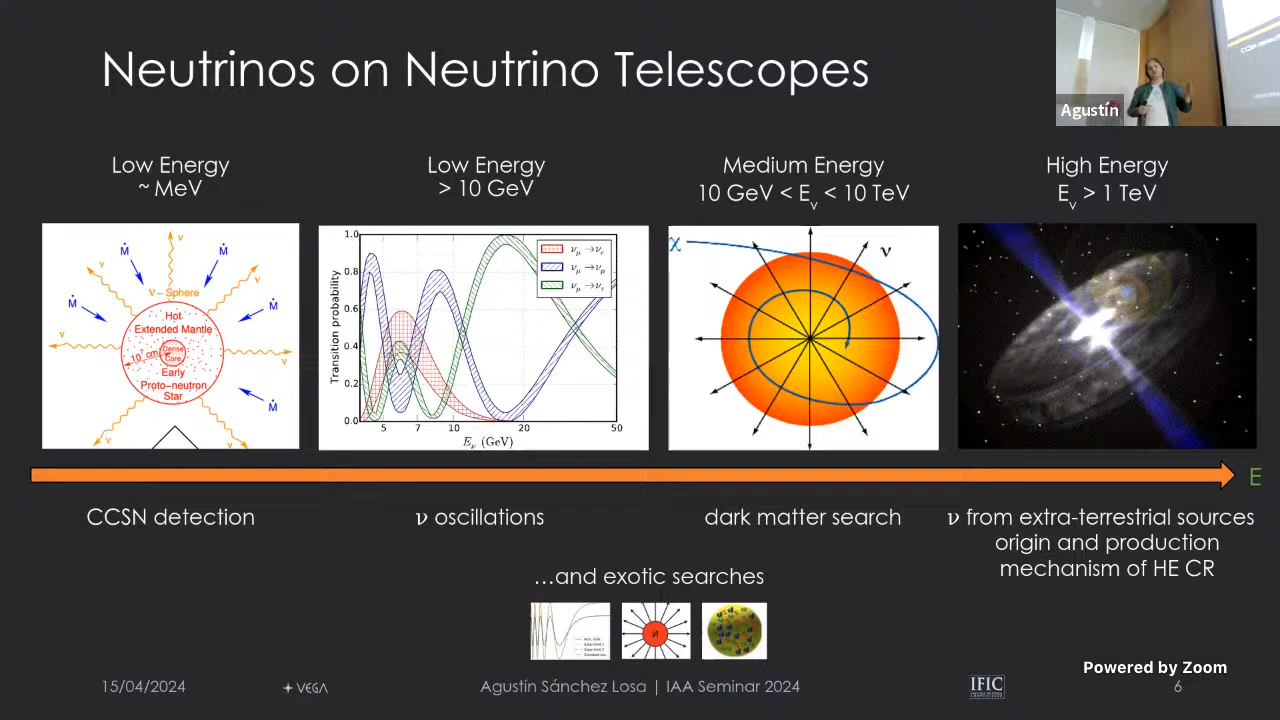 Neutrinos on Neutrino Telescopes
Agustín
Low Energy
~ MeV
Low Energy
> 10 GeV
Medium Energy
10 GeV < Eν < 10 TeV
High Energy
Eν > 1 TeV
ν
Ṁ
Ṁ
ν
ν
ν – Sphere
Ṁ
Ṁ
Hot
Extended Mantle
ν
Dense
Core
ν
Early
Proto-neutron
Star
Ṁ
ν
ν
Transition probability
1.0
0.8
0.6
0.4
0.2
0.0
νμ → νe
νμ → νμ
νμ → ντ
5
7
10
20
50
Eν (GeV)
χ
ν
E
CCSN detection
ν oscillations
dark matter search
ν from extra-terrestrial sources
origin and production
mechanism of HE CR
...and exotic searches
Powered by Zoom
15/04/2024
VEGA
Agustín Sánchez Losa | IAA Seminar 2024
IFIC
6